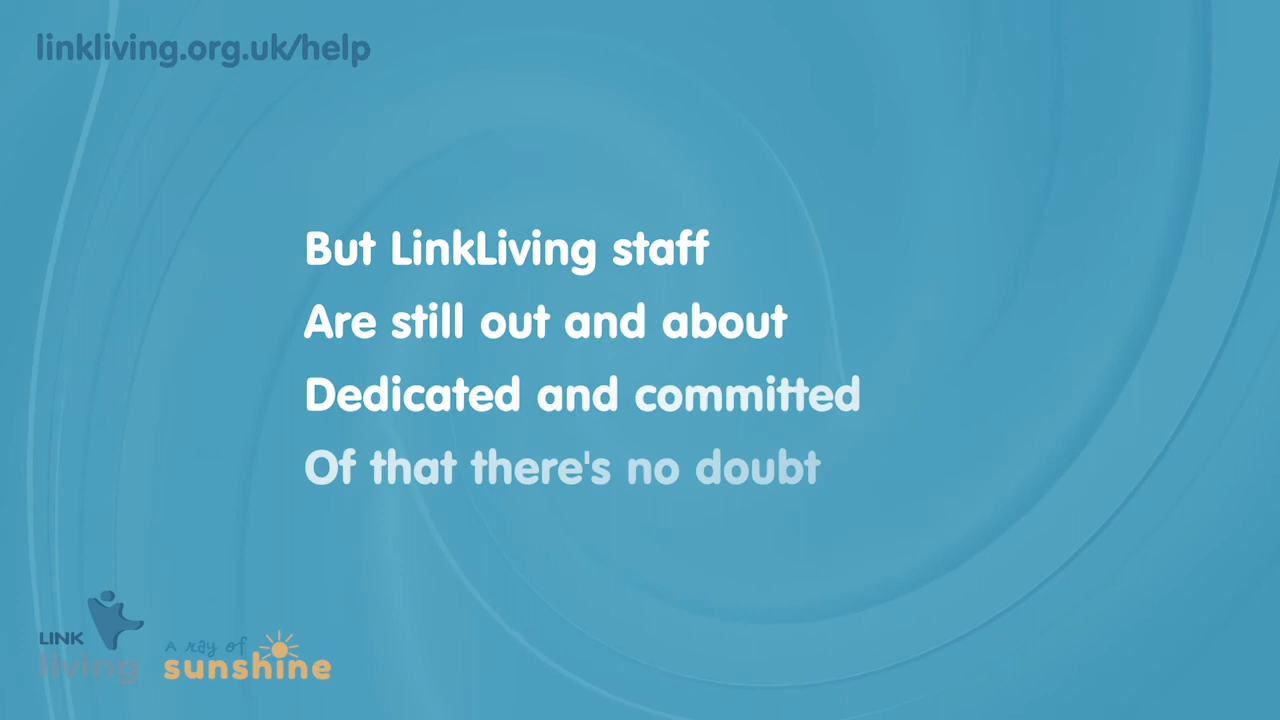 linkliving.org.uk/help
But LinkLiving staff
Are still out and about
Dedicated and committed
Of that there's no doubt
LINK
living
A ray of
sunshine